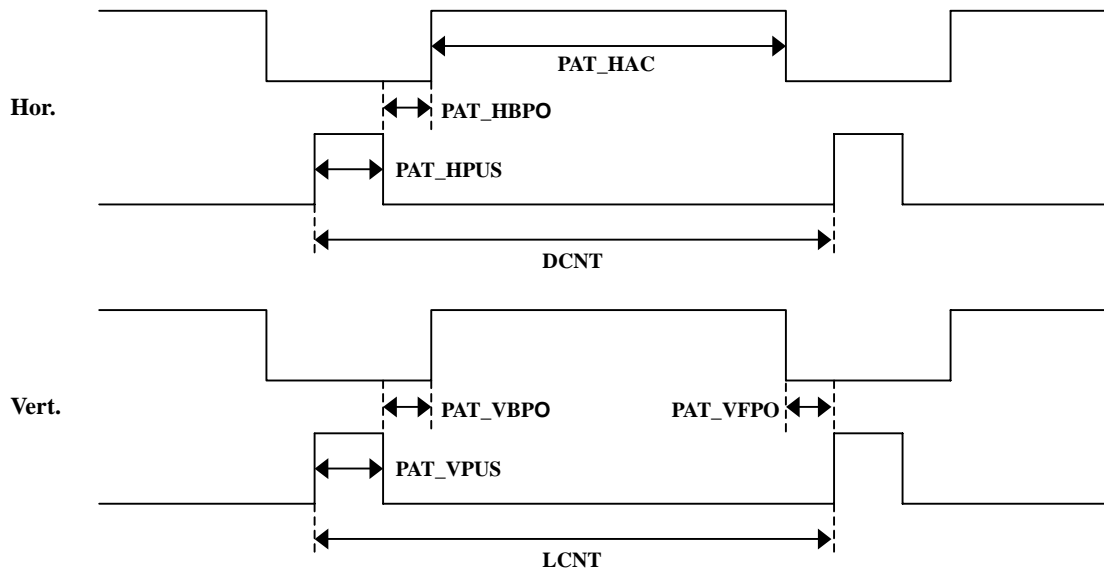 PAT_HAC
Hor.
PAT_HBPO
PAT_HPUS
DCNT
Vert.
PAT_VBPO
PAT_VFPO
PAT_VPUS
LCNT